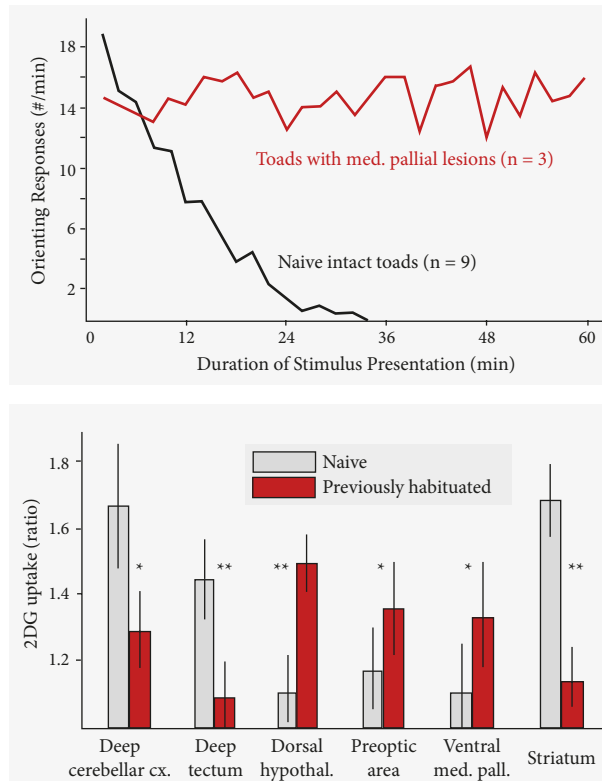 18
14
10
6
2
Orienting Responses (#/min)
Toads with med. pallial lesions (n = 3)
Naive intact toads (n = 9)
0
12
24
36
48
60
Duration of Stimulus Presentation (min)
1.8
1.6
1.4
1.2
2DG uptake (ratio)
Naive
Previously habituated
*
**
**
*
*
**
Deep
cerebellar cx.
Deep
tectum
Dorsal
hypothal.
Preoptic
area
Ventral
med. pall.
Striatum